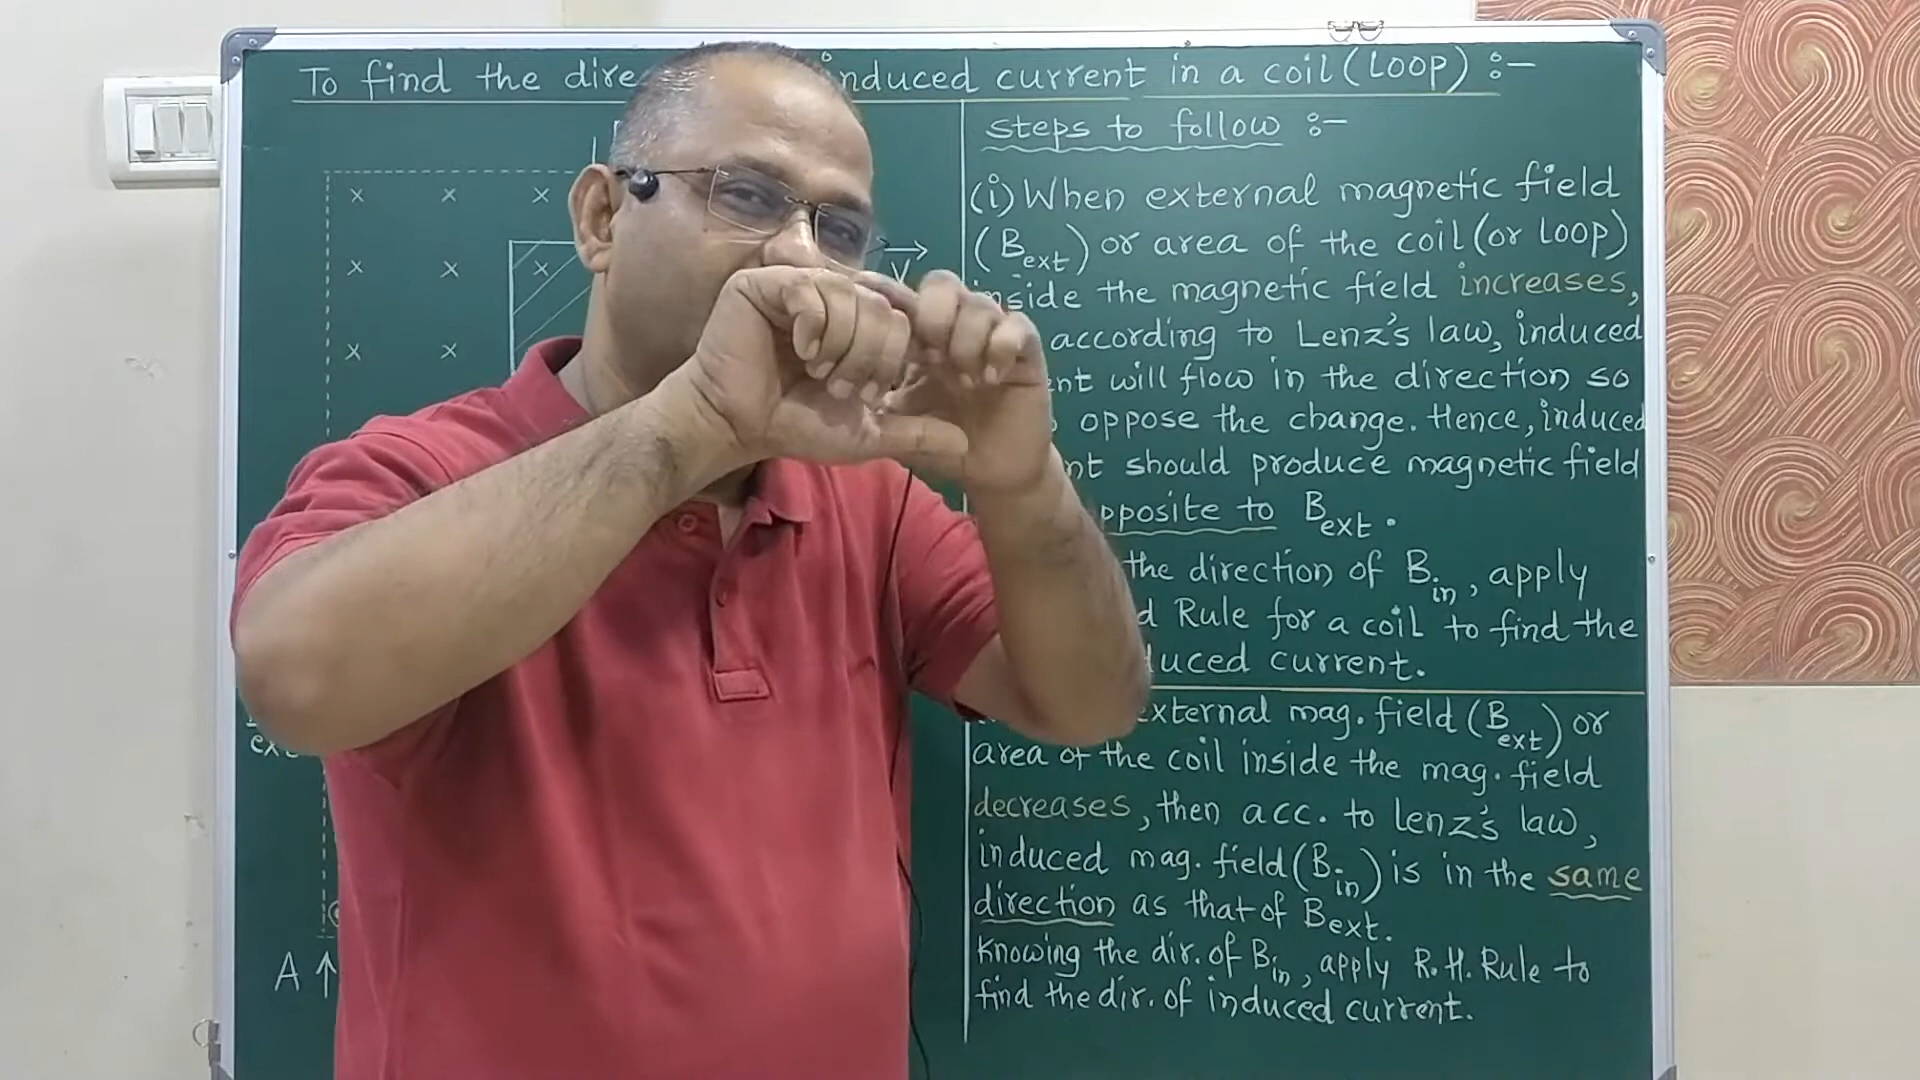 To find the dire induced current in a coil (Loop) :-
v
ext
A ↑
steps to follow :-
(i) When external magnetic field
(Bext) or area of the coil (or Loop)
inside the magnetic field increases,
according to Lenz's law, induced
nt will flow in the direction so
oppose the change. Hence, induced
nt should produce magnetic field
pposite to Bext.
the direction of Bin, apply
d Rule for a coil to find the
duced current.
external mag. field (Bext) or
area of the coil inside the mag. field
decreases, then acc. to Lenz's law,
induced mag. field (Bin) is in the same
direction as that of Bext.
Knowing the dir. of Bin, apply R.H. Rule to
find the dir. of induced current.